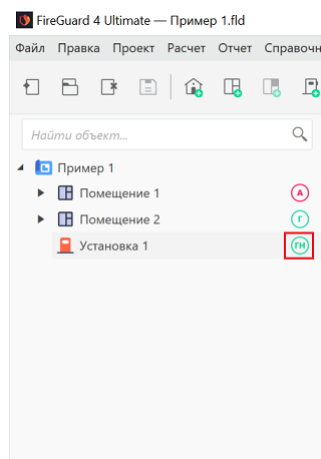 FireGuard 4 Ultimate — Пример 1.fld
Файл Правка Проект Расчет Отчет Справочн
Найти объект...
Пример 1
Помещение 1 А
Помещение 2 Г
Установка 1 ГН